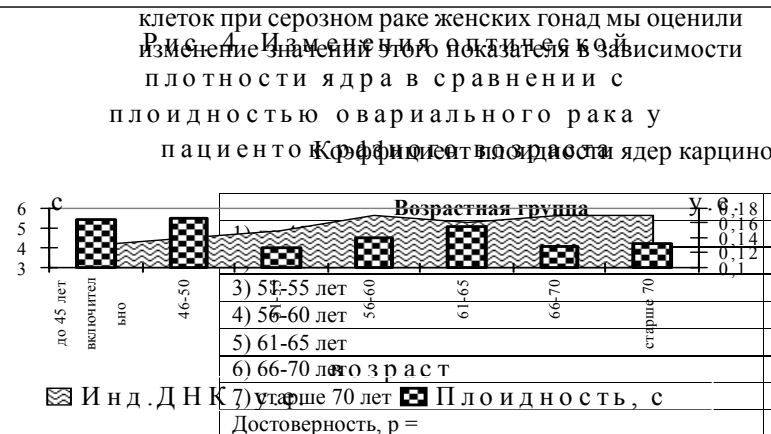 клеток при серозном раке женских гонад мы оценили
изменение значений этого показателя в зависимости
Рис. 4. Изменения оптической
плотности ядра в сравнении с
плоидностью овариального рака у
пациенток разного возраста
Коэффициент плоидности ядер карцино
с
у.е.
Возрастная группа
6
5
4
3
0,18
0,16
0,14
0,12
0,1
1)
до 45 лет включительно
46-50
56-60
61-65
66-70
старше 70
3) 51-55 лет
4) 56-60 лет
5) 61-65 лет
6) 66-70 лет
возраст
7) старше 70 лет
Инд.ДНК, у.е.
Плоидность, с
Достоверность, р =